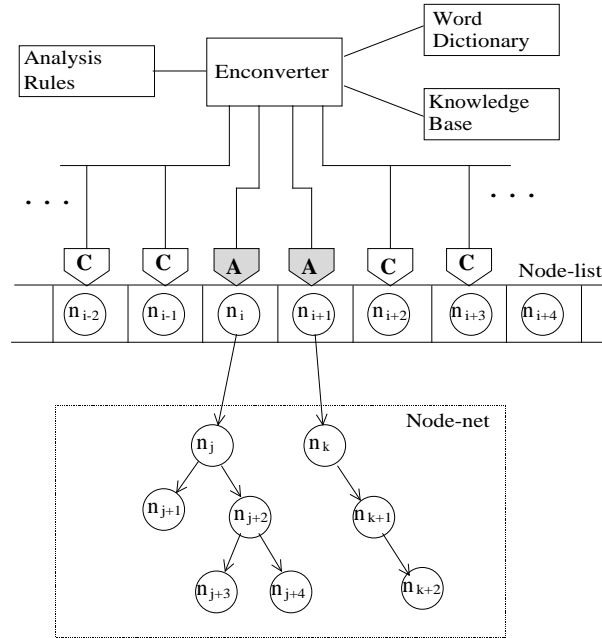 Word
Dictionary
Analysis
Rules
Enconverter
Knowledge
Base
. . .
. . .
C C A A C C
Node-list
n i-2 n i-1 n i n i+1 n i+2 n i+3 n i+4
Node-net
n j n k
n j+1 n j+2 n k+1
n j+3 n j+4 n k+2